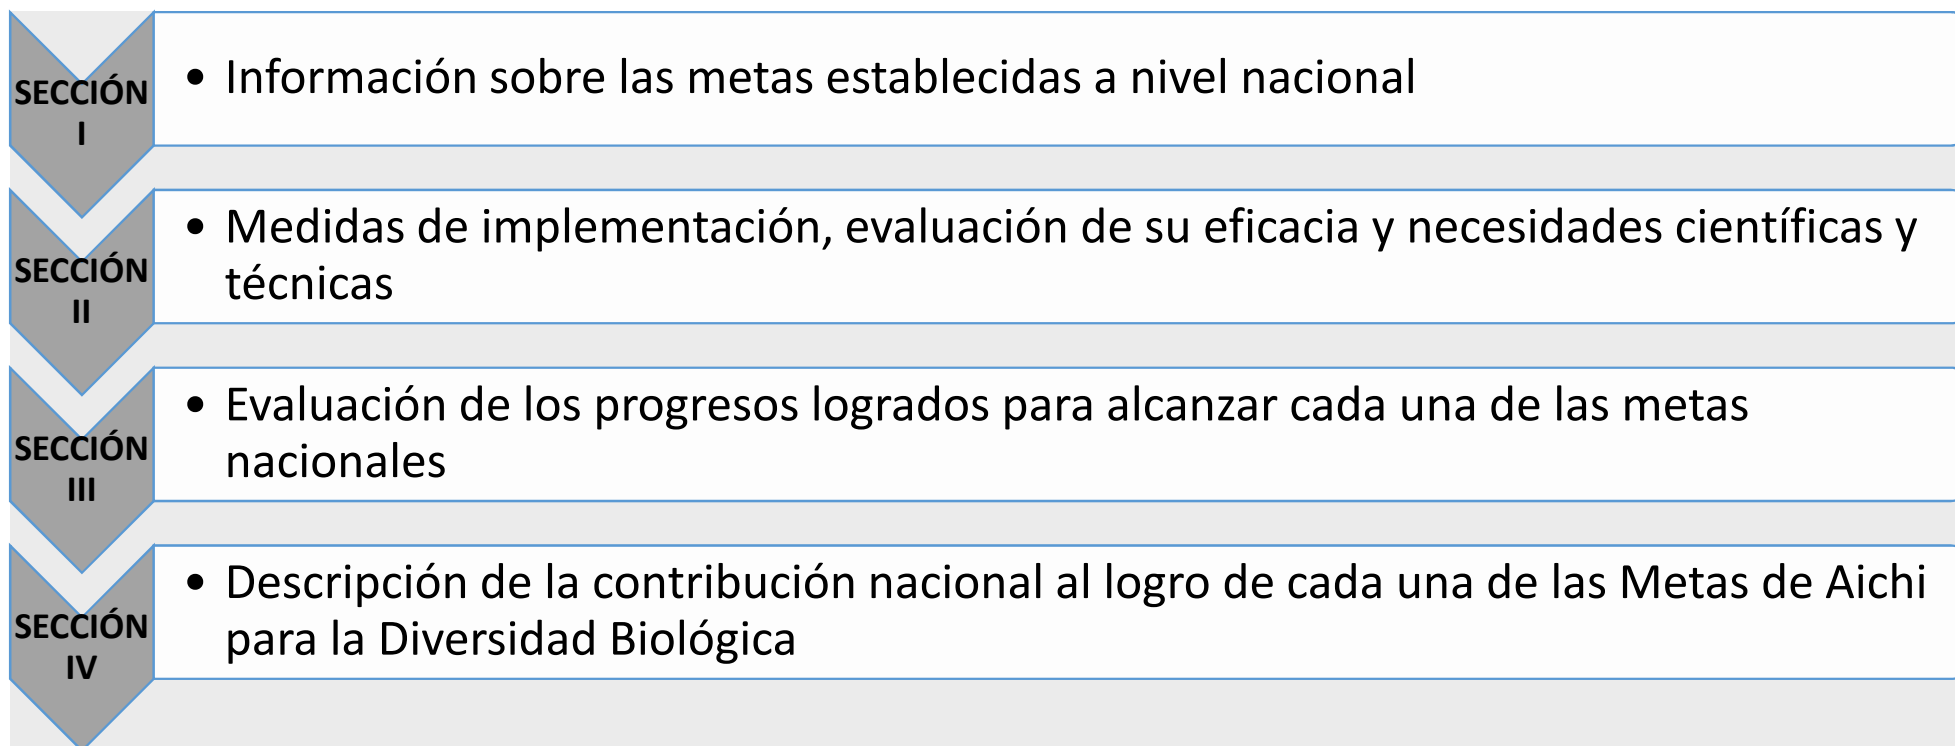 SECCIÓN
I
• Información sobre las metas establecidas a nivel nacional
SECCIÓN
II
• Medidas de implementación, evaluación de su eficacia y necesidades científicas y
técnicas
SECCIÓN
III
• Evaluación de los progresos logrados para alcanzar cada una de las metas
nacionales
SECCIÓN
IV
• Descripción de la contribución nacional al logro de cada una de las Metas de Aichi
para la Diversidad Biológica